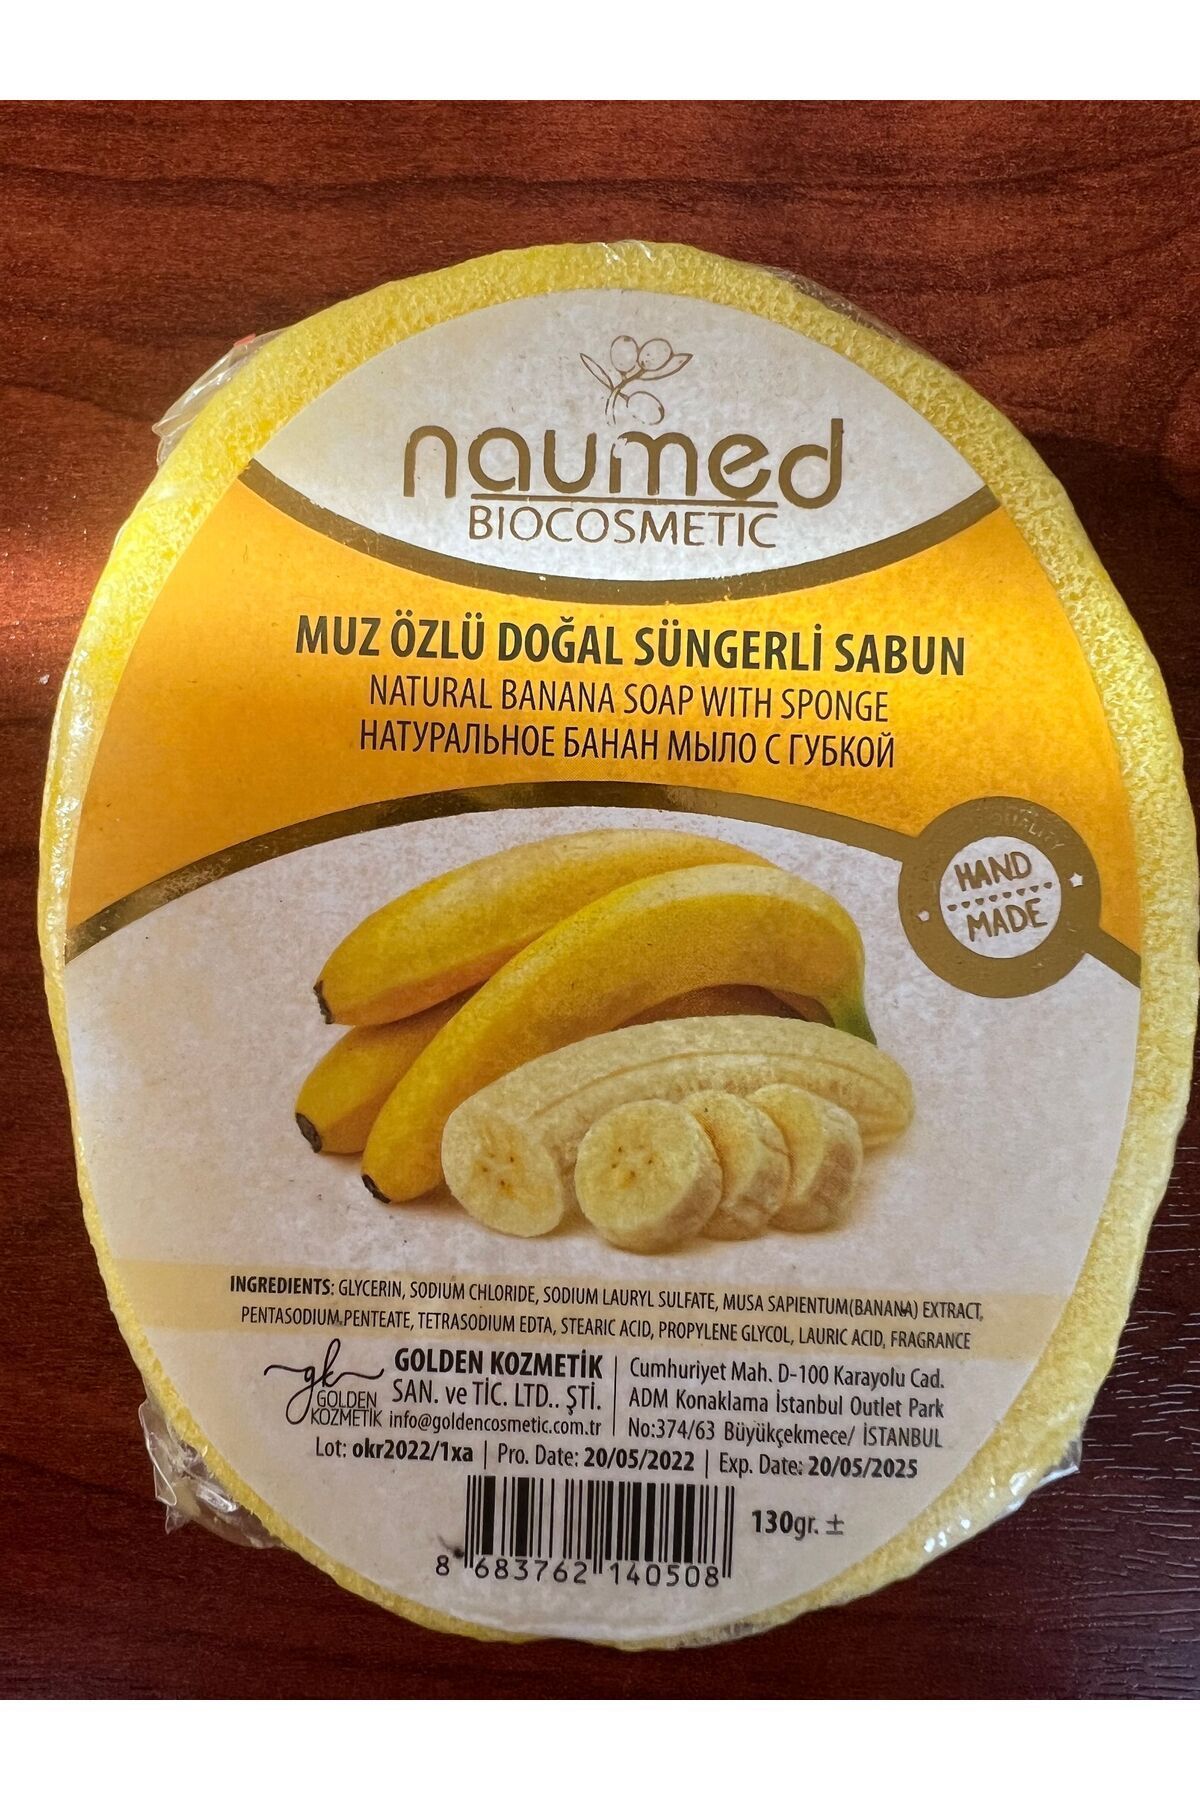 naumed
BIOCOSMETIC
MUZ ÖZLÜ DOĞAL SÜNGERLİ SABUN
NATURAL BANANA SOAP WITH SPONGE
НАТУРАЛЬНОЕ БАНАН МЫЛО С ГУБКОЙ
QUALITY
HAND
MADE
INGREDIENTS: GLYCERIN, SODIUM CHLORIDE, SODIUM LAURYL SULFATE, MUSA SAPIENTUM(BANANA) EXTRACT,
PENTASODIUM PENTEATE, TETRASODIUM EDTA, STEARIC ACID, PROPYLENE GLYCOL, LAURIC ACID, FRAGRANCE
gk
GOLDEN
KOZMETİK
GOLDEN KOZMETİK
SAN. ve TİC. LTD.. ŞTİ.
info@goldencosmetic.com.tr
Cumhuriyet Mah. D-100 Karayolu Cad.
ADM Konaklama İstanbul Outlet Park
No:374/63 Büyükçekmece/ İSTANBUL
Lot: okr2022/1xa | Pro. Date: 20/05/2022 | Exp. Date: 20/05/2025
130gr. ±
8 683762 140508